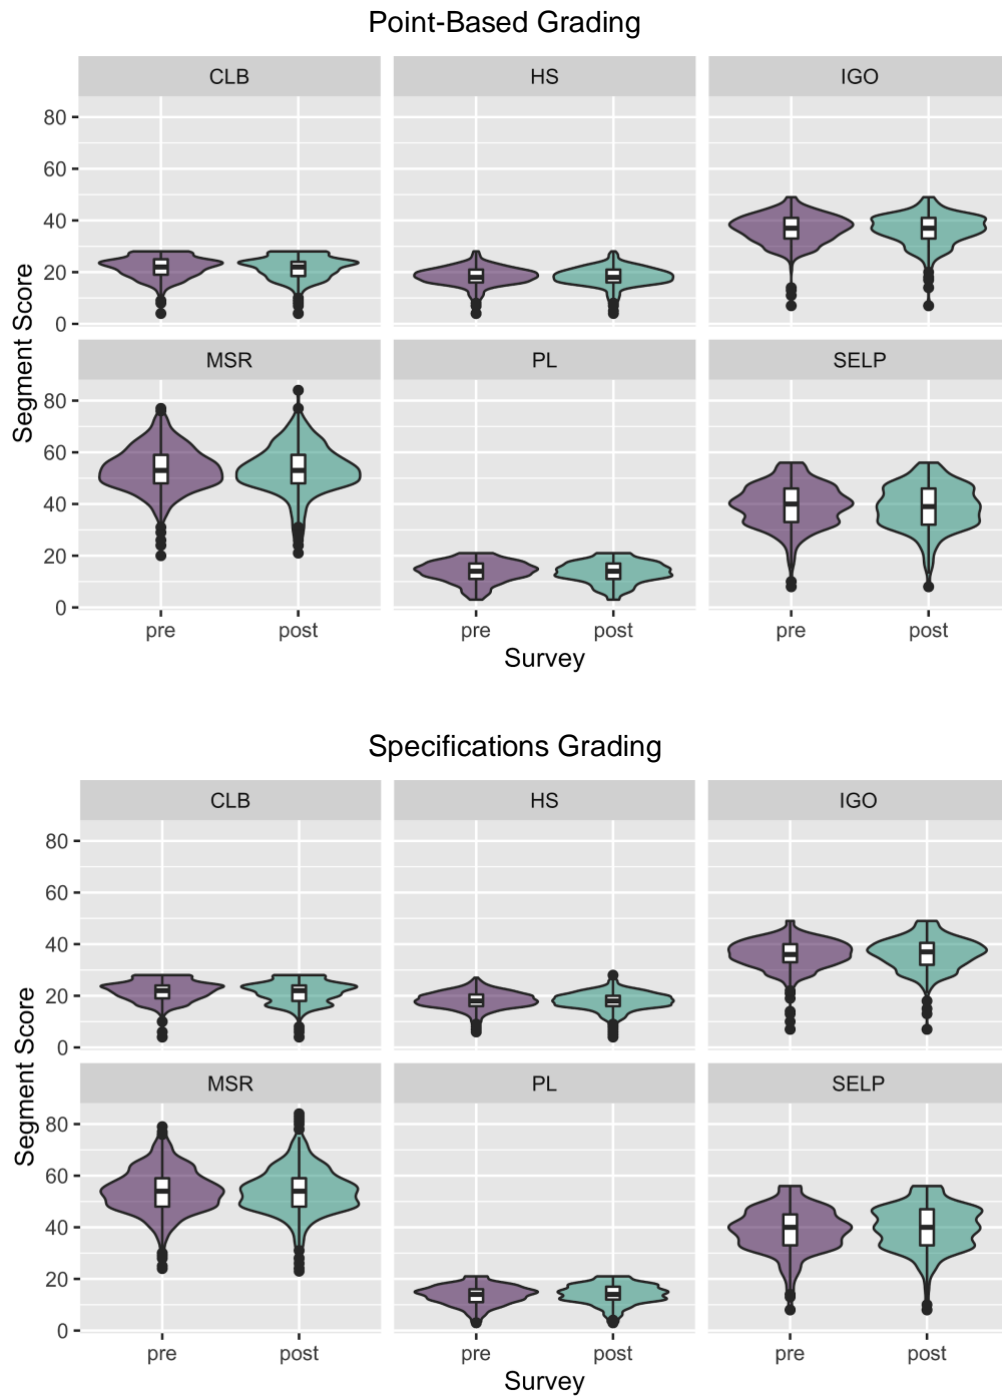 Point-Based Grading
CLB HS IGO
80
60
40
20
0
MSR PL SELP
80
60
40
20
0
Segment Score
pre post pre post pre post
Survey
Specifications Grading
CLB HS IGO
80
60
40
20
0
MSR PL SELP
80
60
40
20
0
Segment Score
pre post pre post pre post
Survey